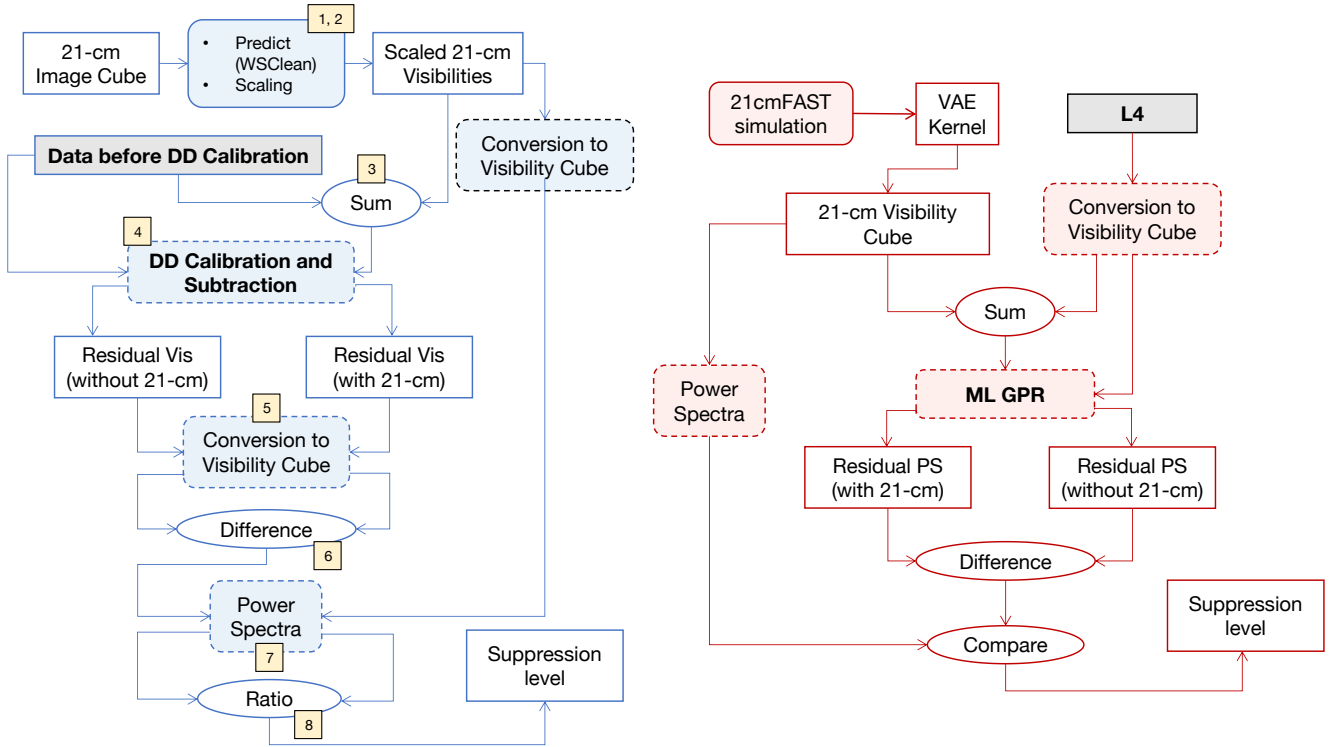 1, 2
21-cm
Image Cube
• Predict
(WSClean)
• Scaling
Scaled 21-cm
Visibilities
Data before DD Calibration
Conversion to
Visibility Cube
3
Sum
4
DD Calibration and
Subtraction
Residual Vis
(without 21-cm)
Residual Vis
(with 21-cm)
5
Conversion to
Visibility Cube
Difference
6
Power
Spectra
7
Ratio
8
Suppression
level
21cmFAST
simulation
VAE
Kernel
L4
21-cm Visibility
Cube
Conversion to
Visibility Cube
Sum
Power
Spectra
ML GPR
Residual PS
(with 21-cm)
Residual PS
(without 21-cm)
Difference
Compare
Suppression
level